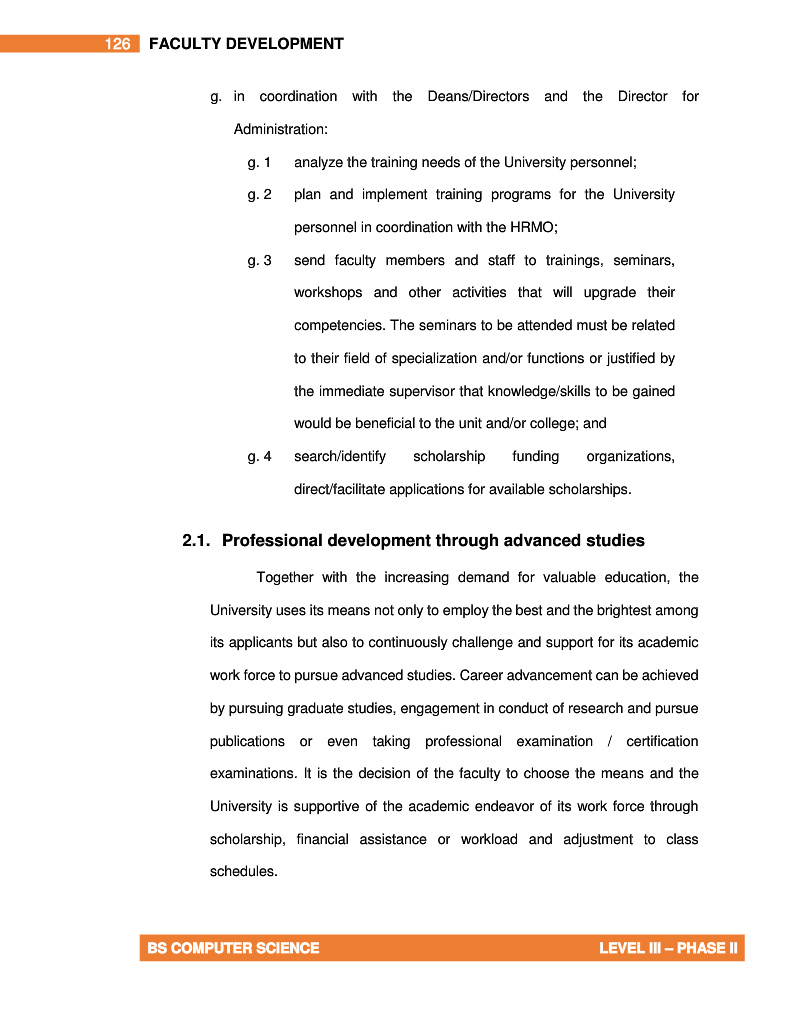 126 FACULTY DEVELOPMENT
g. in coordination with the Deans/Directors and the Director for
Administration:
g. 1 analyze the training needs of the University personnel;
g. 2 plan and implement training programs for the University
personnel in coordination with the HRMO;
g. 3 send faculty members and staff to trainings, seminars,
workshops and other activities that will upgrade their
competencies. The seminars to be attended must be related
to their field of specialization and/or functions or justified by
the immediate supervisor that knowledge/skills to be gained
would be beneficial to the unit and/or college; and
g. 4 search/identify scholarship funding organizations,
direct/facilitate applications for available scholarships.
2.1. Professional development through advanced studies
Together with the increasing demand for valuable education, the
University uses its means not only to employ the best and the brightest among
its applicants but also to continuously challenge and support for its academic
work force to pursue advanced studies. Career advancement can be achieved
by pursuing graduate studies, engagement in conduct of research and pursue
publications or even taking professional examination / certification
examinations. It is the decision of the faculty to choose the means and the
University is supportive of the academic endeavor of its work force through
scholarship, financial assistance or workload and adjustment to class
schedules.
BS COMPUTER SCIENCE LEVEL III – PHASE II